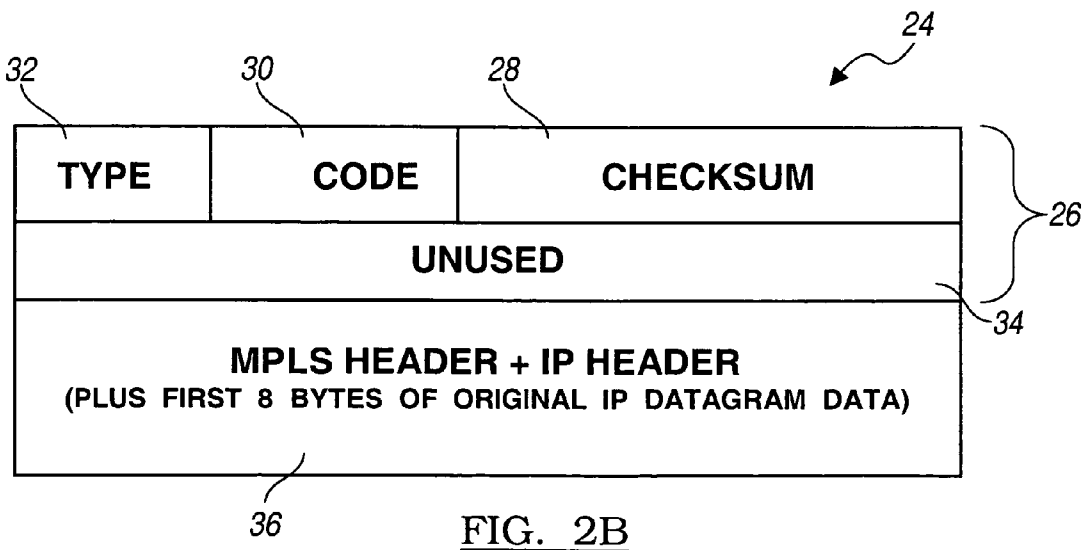 24
32
30
28
TYPE
CODE
CHECKSUM
26
UNUSED
34
MPLS HEADER + IP HEADER
(PLUS FIRST 8 BYTES OF ORIGINAL IP DATAGRAM DATA)
36
FIG. 2B